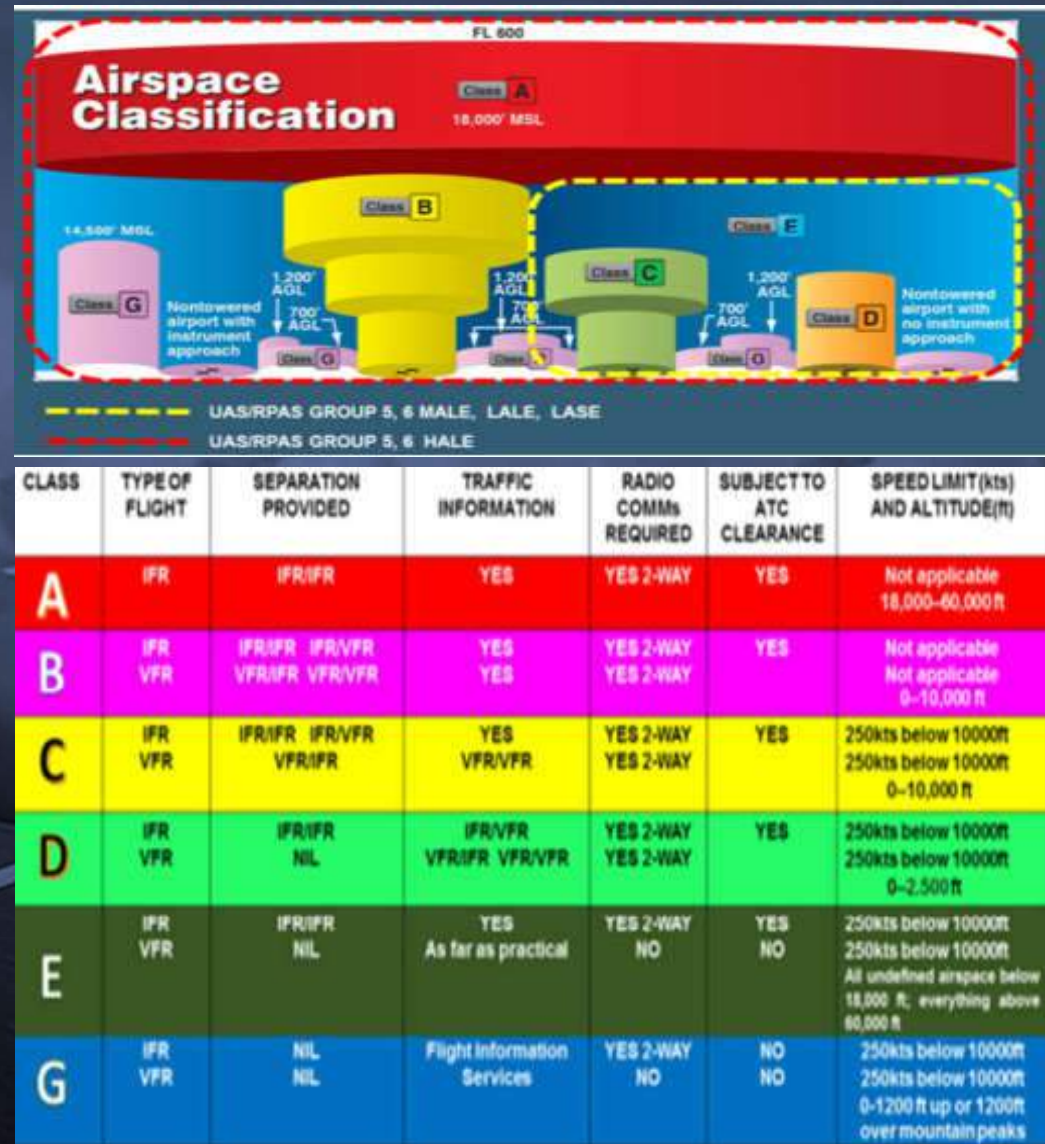 FL 600
Airspace
Classification
Class A
18,000' MSL
Class B
Class E
14,500' MSL
Class G
Nontowered
airport with
instrument
approach
1,200'
AGL
700'
AGL
Class G
1,200'
AGL
700'
AGL
Class
Class C
700'
AGL
1,200'
AGL
Class G
Class D
Nontowered
airport with
no instrument
approach
UAS/RPAS GROUP 5, 6 MALE, LALE, LASE
UAS/RPAS GROUP 5, 6 HALE
CLASS TYPE OF FLIGHT SEPARATION PROVIDED TRAFFIC INFORMATION RADIO COMMs REQUIRED SUBJECT TO ATC CLEARANCE SPEED LIMIT(kts) AND ALTITUDE(ft)
A
IFR IFR/IFR YES YES 2-WAY YES Not applicable
18,000–60,000 ft
B
IFR IFR/IFR IFR/VFR YES YES 2-WAY YES Not applicable
VFR VFR/IFR VFR/VFR YES YES 2-WAY Not applicable
0–10,000 ft
C
IFR IFR/IFR IFR/VFR YES YES 2-WAY YES 250kts below 10000ft
VFR VFR/IFR VFR/VFR YES 2-WAY 250kts below 10000ft
0–10,000 ft
D
IFR IFR/IFR IFR/VFR YES 2-WAY YES 250kts below 10000ft
VFR NIL VFR/IFR VFR/VFR YES 2-WAY 250kts below 10000ft
0–2,500 ft
E
IFR IFR/IFR YES YES 2-WAY YES 250kts below 10000ft
VFR NIL As far as practical NO NO 250kts below 10000ft
All undefined airspace below
18,000 ft; everything above
60,000 ft
G
IFR NIL Flight Information YES 2-WAY NO 250kts below 10000ft
VFR NIL Services NO NO 250kts below 10000ft
0-1200 ft up or 1200ft
over mountain peaks